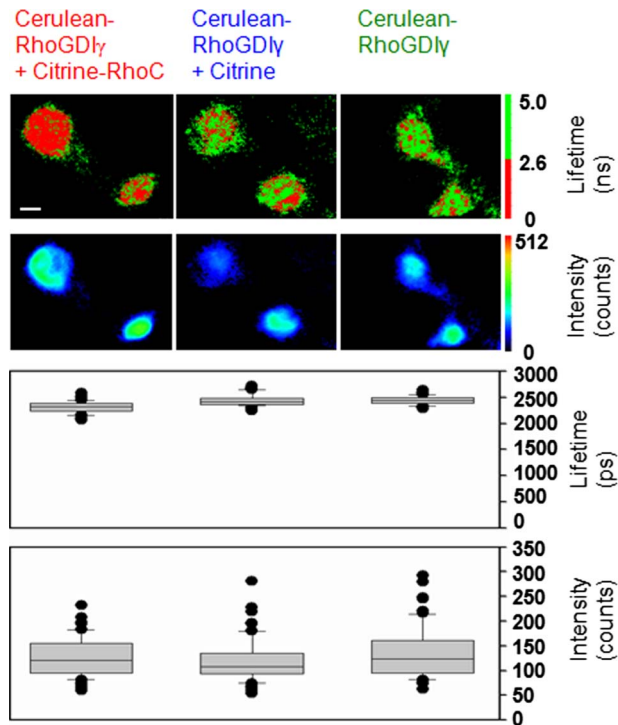 Cerulean-
RhoGDIγ
+ Citrine-RhoC
Cerulean-
RhoGDIγ
+ Citrine
Cerulean-
RhoGDIγ
5.0
2.6
0
Lifetime
(ns)
512
0
Intensity
(counts)
3000
2500
2000
1500
1000
500
0
Lifetime
(ps)
350
300
250
200
150
100
50
0
Intensity
(counts)